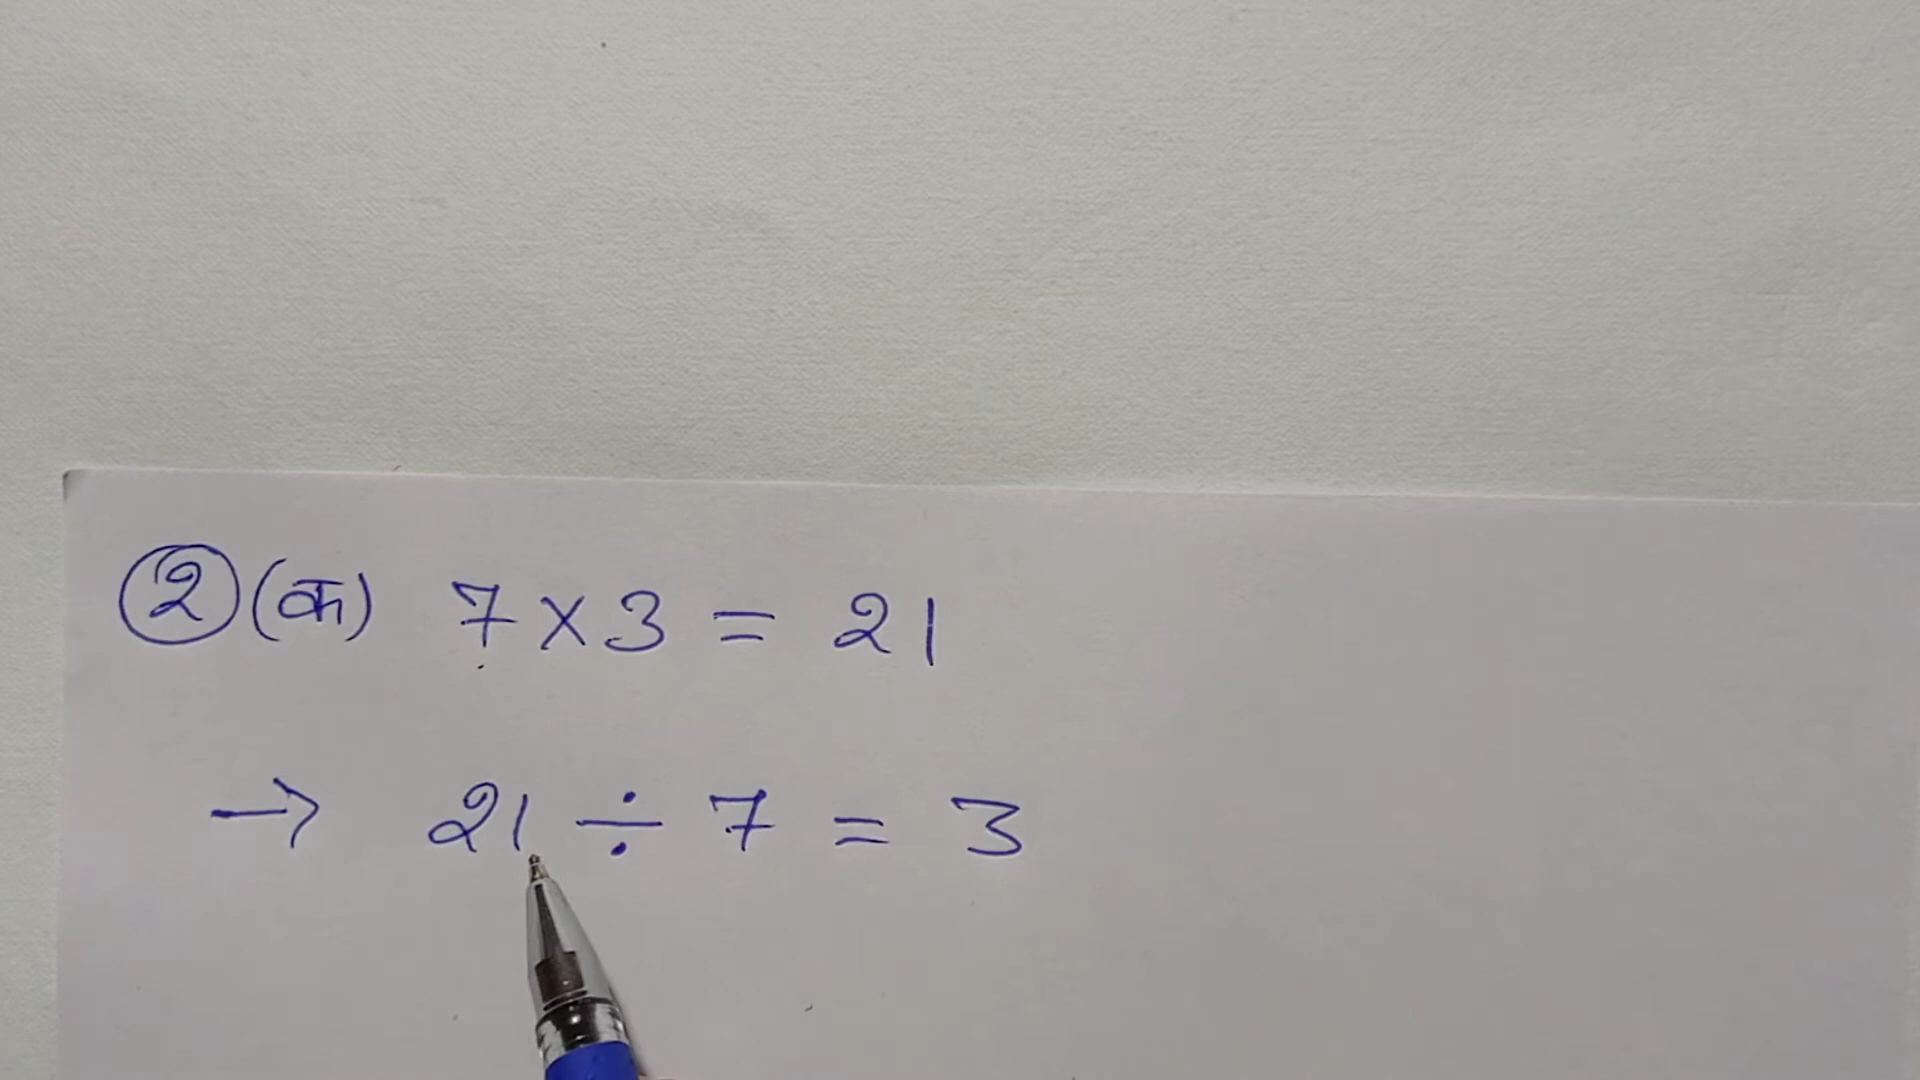 2 (क) 7 × 3 = 21
→ 21 ÷ 7 = 3